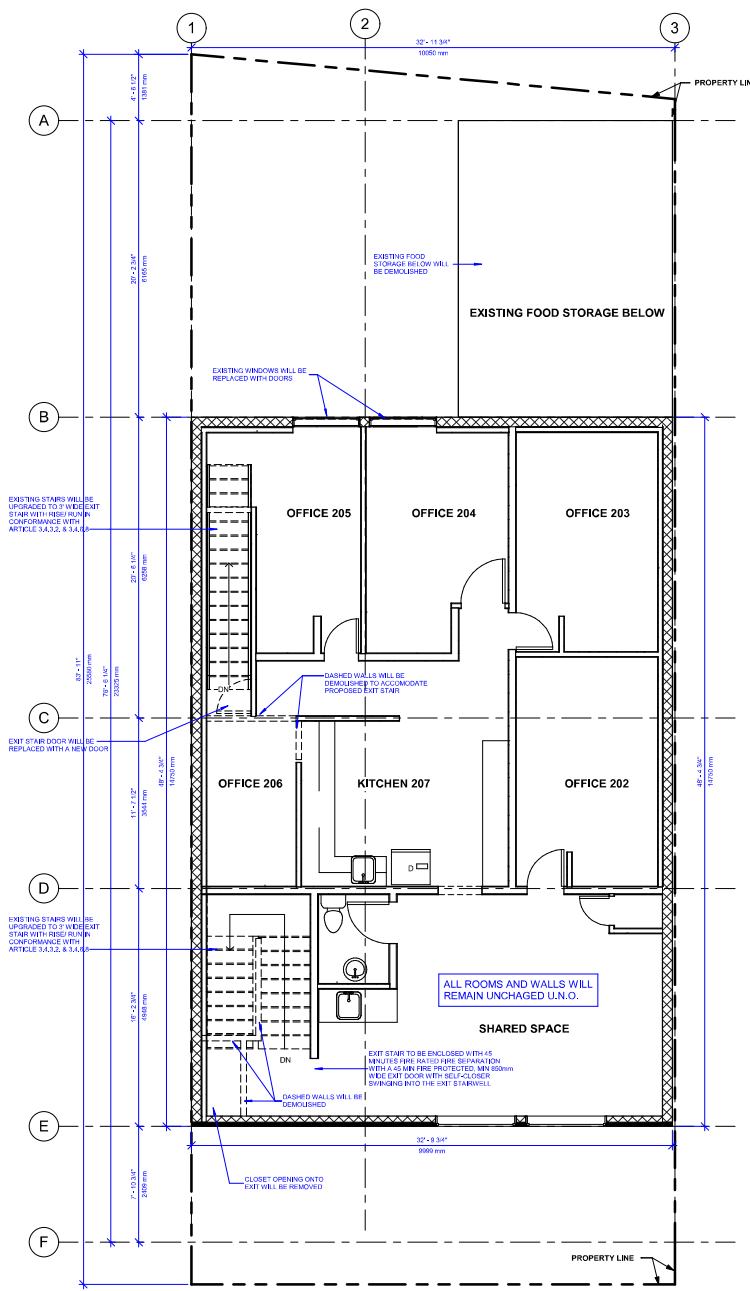 1
2
3
32' - 11 3/4"
10050 mm
PROPERTY LIN
4' - 6 1/2"
1381 mm
A
20' - 2 3/4"
6165 mm
EXISTING FOOD
STORAGE BELOW WILL
BE DEMOLISHED
EXISTING FOOD STORAGE BELOW
EXISTING WINDOWS WILL BE
REPLACED WITH DOORS
B
EXISTING STAIRS WILL BE
UPGRADED TO 3' WIDE EXIT
STAIR WITH RISE/ RUN IN
CONFORMANCE WITH
ARTICLE 3.4.3.2. & 3.4.6.8
OFFICE 205
OFFICE 204
OFFICE 203
20' - 6 1/4"
6258 mm
83' - 11"
25580 mm
76' - 6 1/4"
23325 mm
DN
DASHED WALLS WILL BE
DEMOLISHED TO ACCOMODATE
PROPOSED EXIT STAIR
C
EXIT STAIR DOOR WILL BE
REPLACED WITH A NEW DOOR
48' - 4 3/4"
14750 mm
48' - 4 3/4"
14750 mm
OFFICE 206
KITCHEN 207
OFFICE 202
11' - 7 1/2"
3544 mm
D
D
EXISTING STAIRS WILL BE
UPGRADED TO 3' WIDE EXIT
STAIR WITH RISE/ RUN IN
CONFORMANCE WITH
ARTICLE 3.4.3.2. & 3.4.6.8
16' - 2 3/4"
4948 mm
ALL ROOMS AND WALLS WILL
REMAIN UNCHAGED U.N.O.
SHARED SPACE
DN
EXIT STAIR TO BE ENCLOSED WITH 45
MINUTES FIRE RATED FIRE SEPARATION
WITH A 45 MIN FIRE PROTECTED, MIN 850mm
WIDE EXIT DOOR WITH SELF-CLOSER
SWINGING INTO THE EXIT STAIRWELL
DASHED WALLS WILL BE
DEMOLISHED
E
32' - 9 3/4"
9999 mm
7' - 10 3/4"
2409 mm
CLOSET OPENING ONTO
EXIT WILL BE REMOVED
F
PROPERTY LINE